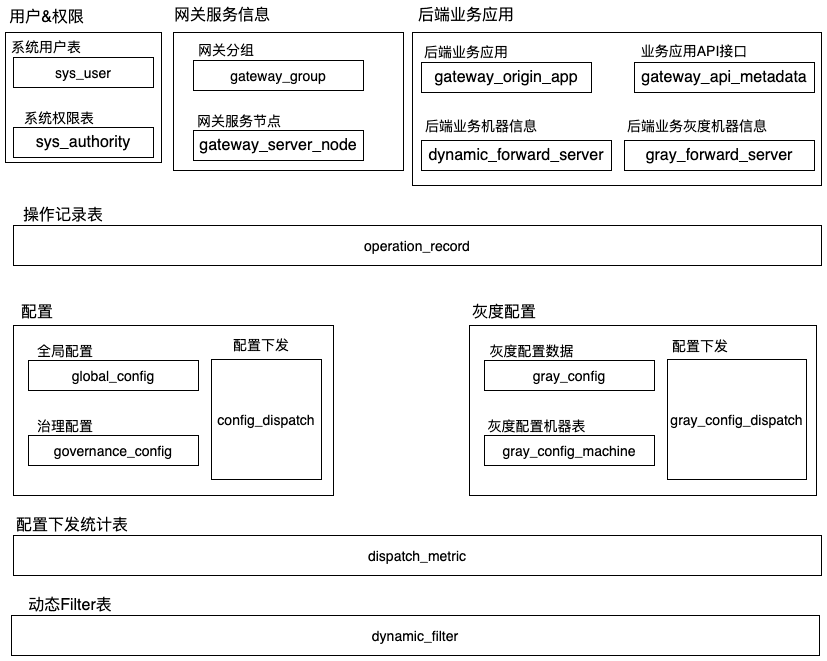 用户&权限
系统用户表
sys_user
系统权限表
sys_authority
网关服务信息
网关分组
gateway_group
网关服务节点
gateway_server_node
后端业务应用
后端业务应用
gateway_origin_app
业务应用API接口
gateway_api_metadata
后端业务机器信息
dynamic_forward_server
后端业务灰度机器信息
gray_forward_server
操作记录表
operation_record
配置
全局配置
global_config
治理配置
governance_config
配置下发
config_dispatch
灰度配置
灰度配置数据
gray_config
灰度配置机器表
gray_config_machine
配置下发
gray_config_dispatch
配置下发统计表
dispatch_metric
动态Filter表
dynamic_filter